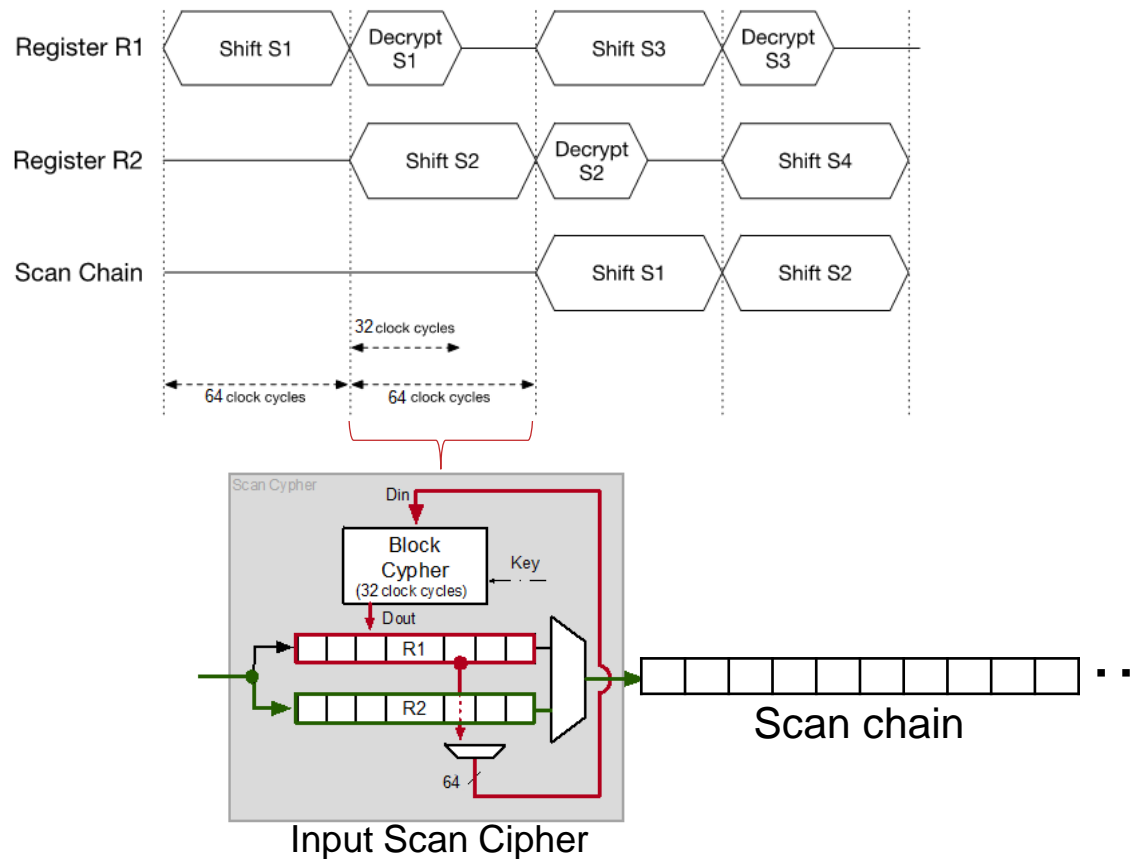 Register R1
Shift S1
Decrypt
S1
Shift S3
Decrypt
S3
Register R2
Shift S2
Decrypt
S2
Shift S4
Scan Chain
Shift S1
Shift S2
32 clock cycles
64 clock cycles
64 clock cycles
Scan Cypher
Din
Block
Cypher
(32 clock cycles)
Key
Dout
R1
R2
64
Scan chain
Input Scan Cipher